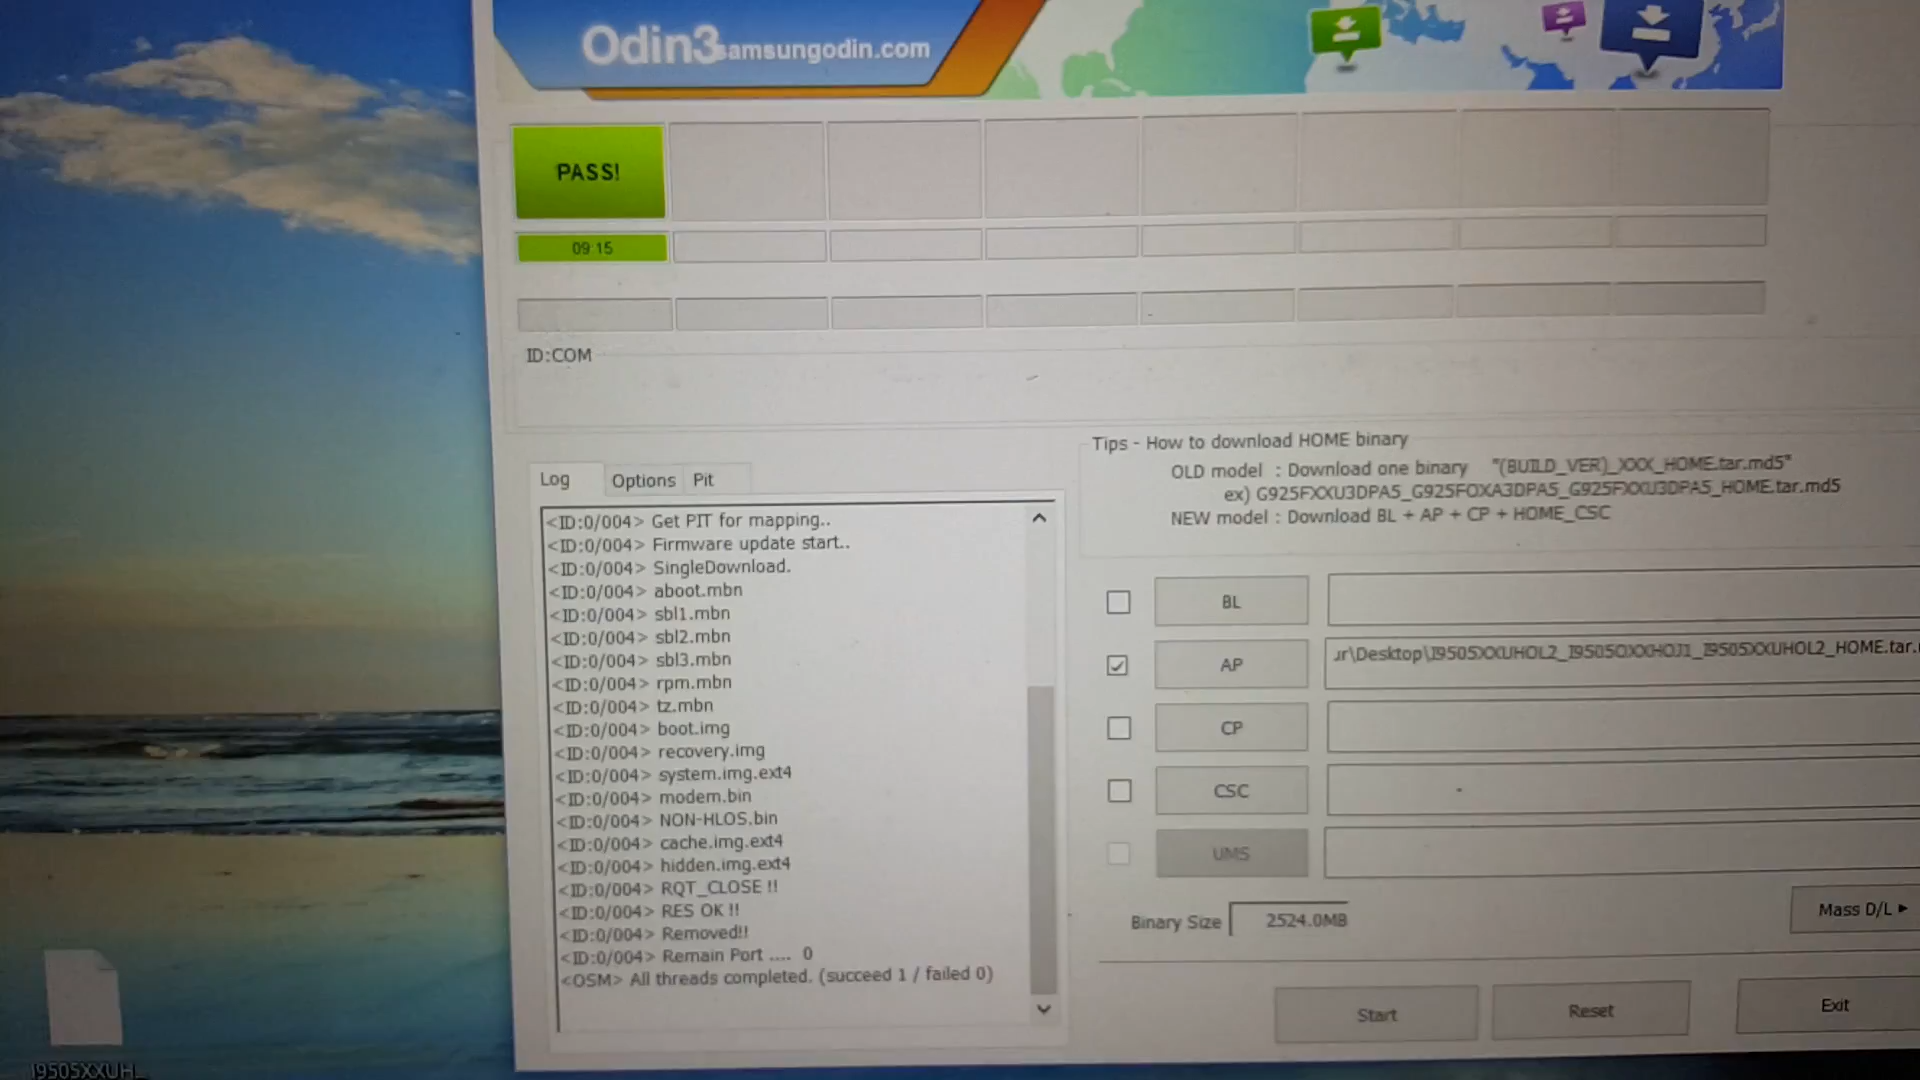 Odin3
samsungodin.com
PASS!
09:15
ID:COM
Log
Options
Pit
<ID:0/004> Get PIT for mapping..
<ID:0/004> Firmware update start..
<ID:0/004> SingleDownload.
<ID:0/004> aboot.mbn
<ID:0/004> sbl1.mbn
<ID:0/004> sbl2.mbn
<ID:0/004> sbl3.mbn
<ID:0/004> rpm.mbn
<ID:0/004> tz.mbn
<ID:0/004> boot.img
<ID:0/004> recovery.img
<ID:0/004> system.img.ext4
<ID:0/004> modem.bin
<ID:0/004> NON-HLOS.bin
<ID:0/004> cache.img.ext4
<ID:0/004> hidden.img.ext4
<ID:0/004> RQT_CLOSE !!
<ID:0/004> RES OK !!
<ID:0/004> Removed!!
<ID:0/004> Remain Port .... 0
<OSM> All threads completed. (succeed 1 / failed 0)
Tips - How to download HOME binary
OLD model : Download one binary "(BUILD_VER)_XXX_HOME.tar.md5"
ex) G925FXXU3DPA5_G925FOXA3DPA5_G925FXXU3DPA5_HOME.tar.md5
NEW model : Download BL + AP + CP + HOME_CSC
BL
AP
ur\Desktop\I9505XXUHOL2_I9505OXXHOJ1_I9505XXUHOL2_HOME.tar.
CP
CSC
UMS
Binary Size
2524.0MB
Mass D/L
Start
Reset
Exit
I9505XXUH_